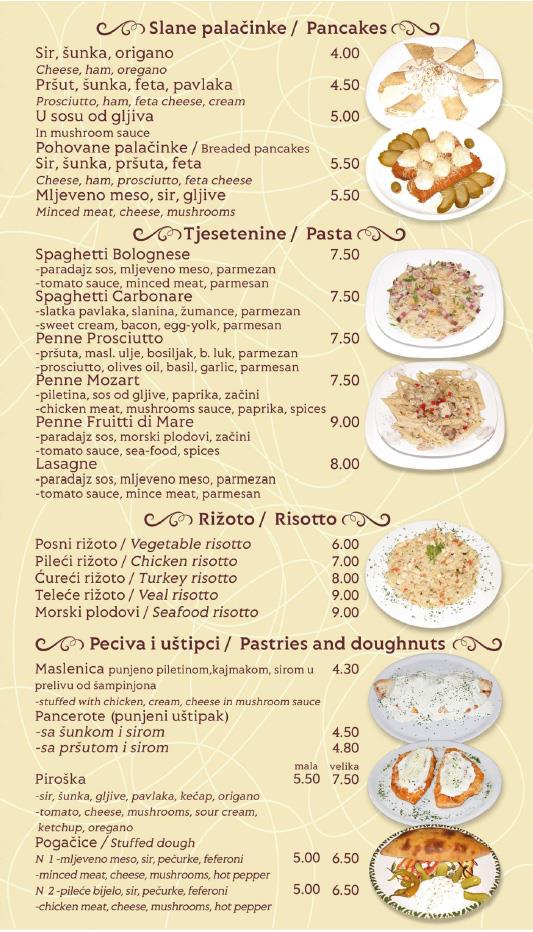 Slane palačinke / Pancakes
Sir, šunka, origano 4.00
Cheese, ham, oregano
Pršut, šunka, feta, pavlaka 4.50
Prosciutto, ham, feta cheese, cream
U sosu od gljiva 5.00
In mushroom sauce
Pohovane palačinke / Breaded pancakes
Sir, šunka, pršuta, feta 5.50
Cheese, ham, prosciutto, feta cheese
Mljeveno meso, sir, gljive 5.50
Minced meat, cheese, mushrooms
Tjesetenine / Pasta
Spaghetti Bolognese 7.50
-paradajz sos, mljeveno meso, parmezan
-tomato sauce, minced meat, parmesan
Spaghetti Carbonare 7.50
-slatka pavlaka, slanina, žumance, parmezan
-sweet cream, bacon, egg-yolk, parmesan
Penne Prosciutto 7.50
-pršuta, masl. ulje, bosiljak, b. luk, parmezan
-prosciutto, olives oil, basil, garlic, parmesan
Penne Mozart 7.50
-piletina, sos od gljive, paprika, začini
-chicken meat, mushrooms sauce, paprika, spices
Penne Fruitti di Mare 9.00
-paradaj sos, morski plodovi, začini
-tomato sauce, sea-food, spices
Lasagne 8.00
-paradajz sos, mljeveno meso, parmezan
-tomato sauce, mince meat, parmesan
Rižoto / Risotto
Posni rižoto / Vegetable risotto 6.00
Pileći rižoto / Chicken risotto 7.00
Ćureći rižoto / Turkey risotto 8.00
Teleće rižoto / Veal risotto 9.00
Morski plodovi / Seafood risotto 9.00
Peciva i uštipci / Pastries and doughnuts
Maslenica punjeno piletinom,kajmakom, sirom u 4.30
prelivu od šampinjona
-stuffed with chicken, cream, cheese in mushroom sauce
Pancerote (punjeni uštipak)
-sa šunkom i sirom 4.50
-sa pršutom i sirom 4.80
mala velika
Piroška 5.50 7.50
-sir, šunka, gljive, pavlaka, kečap, origano
-tomato, cheese, mushrooms, sour cream,
ketchup, oregano
Pogačice / Stuffed dough
N 1 -mljeveno meso, sir, pečurke, feferoni 5.00 6.50
-minced meat, cheese, mushrooms, hot pepper
N 2 -pileće bijelo, sir, pečurke, feferoni 5.00 6.50
-chicken meat, cheese, mushrooms, hot pepper